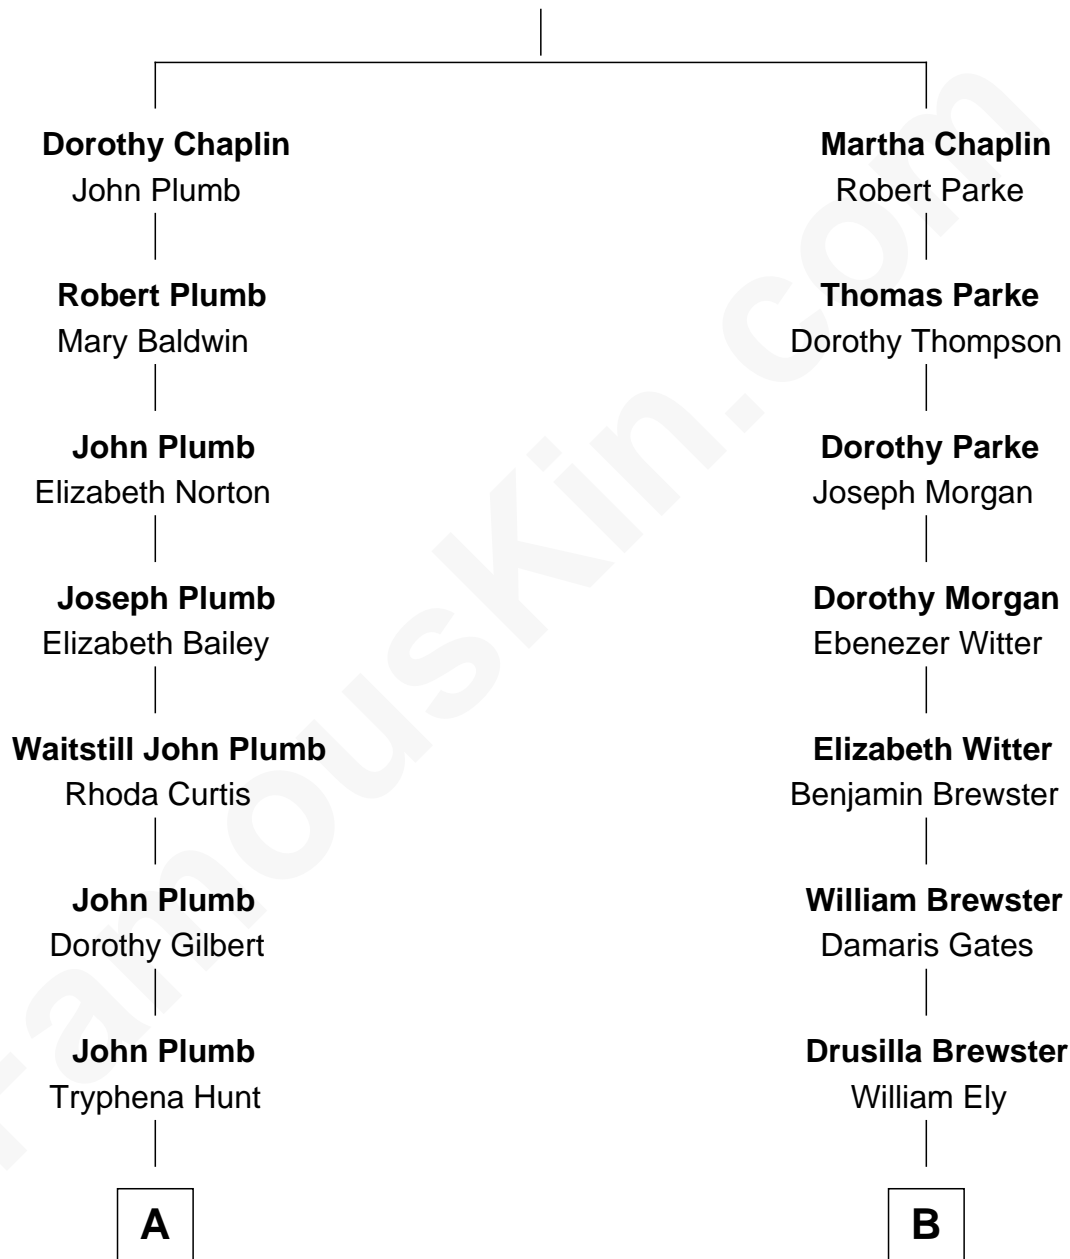 Dorothy Chaplin
John Plumb
Robert Plumb
Mary Baldwin
John Plumb
Elizabeth Norton
Joseph Plumb
Elizabeth Bailey
Waitstill John Plumb
Rhoda Curtis
John Plumb
Dorothy Gilbert
John Plumb
Tryphena Hunt
A
Martha Chaplin
Robert Parke
Thomas Parke
Dorothy Thompson
Dorothy Parke
Joseph Morgan
Dorothy Morgan
Ebenezer Witter
Elizabeth Witter
Benjamin Brewster
William Brewster
Damaris Gates
Drusilla Brewster
William Ely
B
FamousKin.com